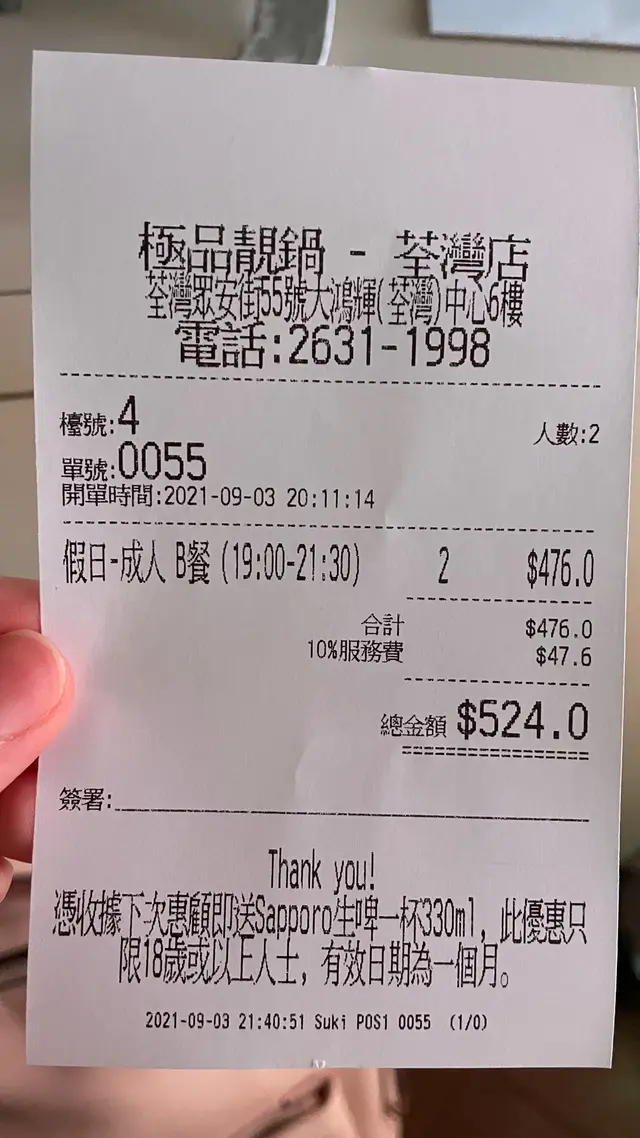 極品靚鍋 - 荃灣店
荃灣眾安街55號大鴻輝(荃灣)中心6樓
電話:2631-1998
檯號:4 人數:2
單號:0055
開單時間:2021-09-03 20:11:14
假日-成人 B餐 (19:00-21:30) 2 $476.0
合計 $476.0
10%服務費 $47.6
總金額 $524.0
簽署:
Thank you!
憑收據下次惠顧即送Sapporo生啤一杯330ml, 此優惠只
限18歲或以上人士, 有效日期為一個月。
2021-09-03 21:40:51 Suki POS1 0055 (1/0)